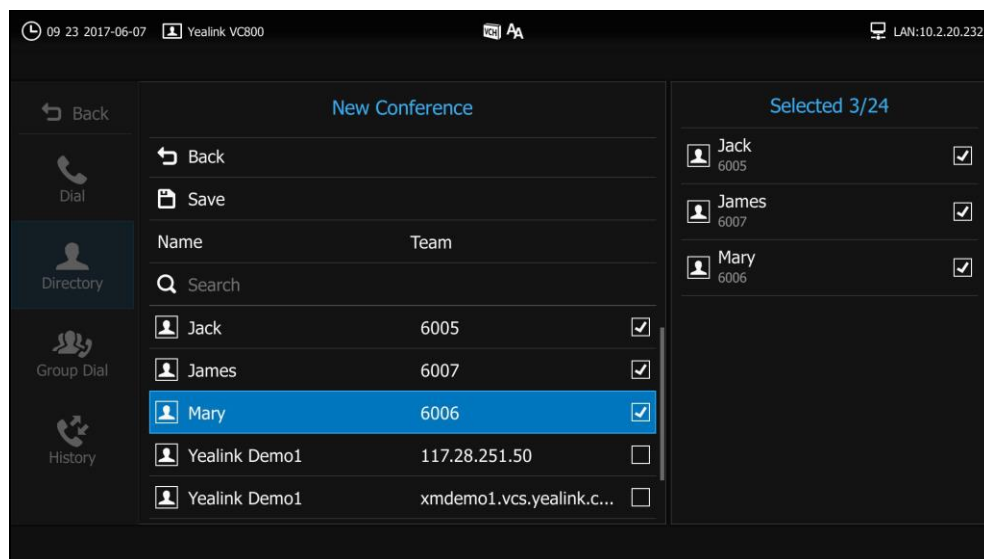 09 23 2017-06-07 Yealink VC800 VCH AA LAN:10.2.20.232
Back
Dial
Directory
Group Dial
History
New Conference
Back
Save
Name Team
Search
Jack 6005
James 6007
Mary 6006
Yealink Demo1 117.28.251.50
Yealink Demo1 xmdemo1.vcs.yealink.c...
Selected 3/24
Jack
6005
James
6007
Mary
6006